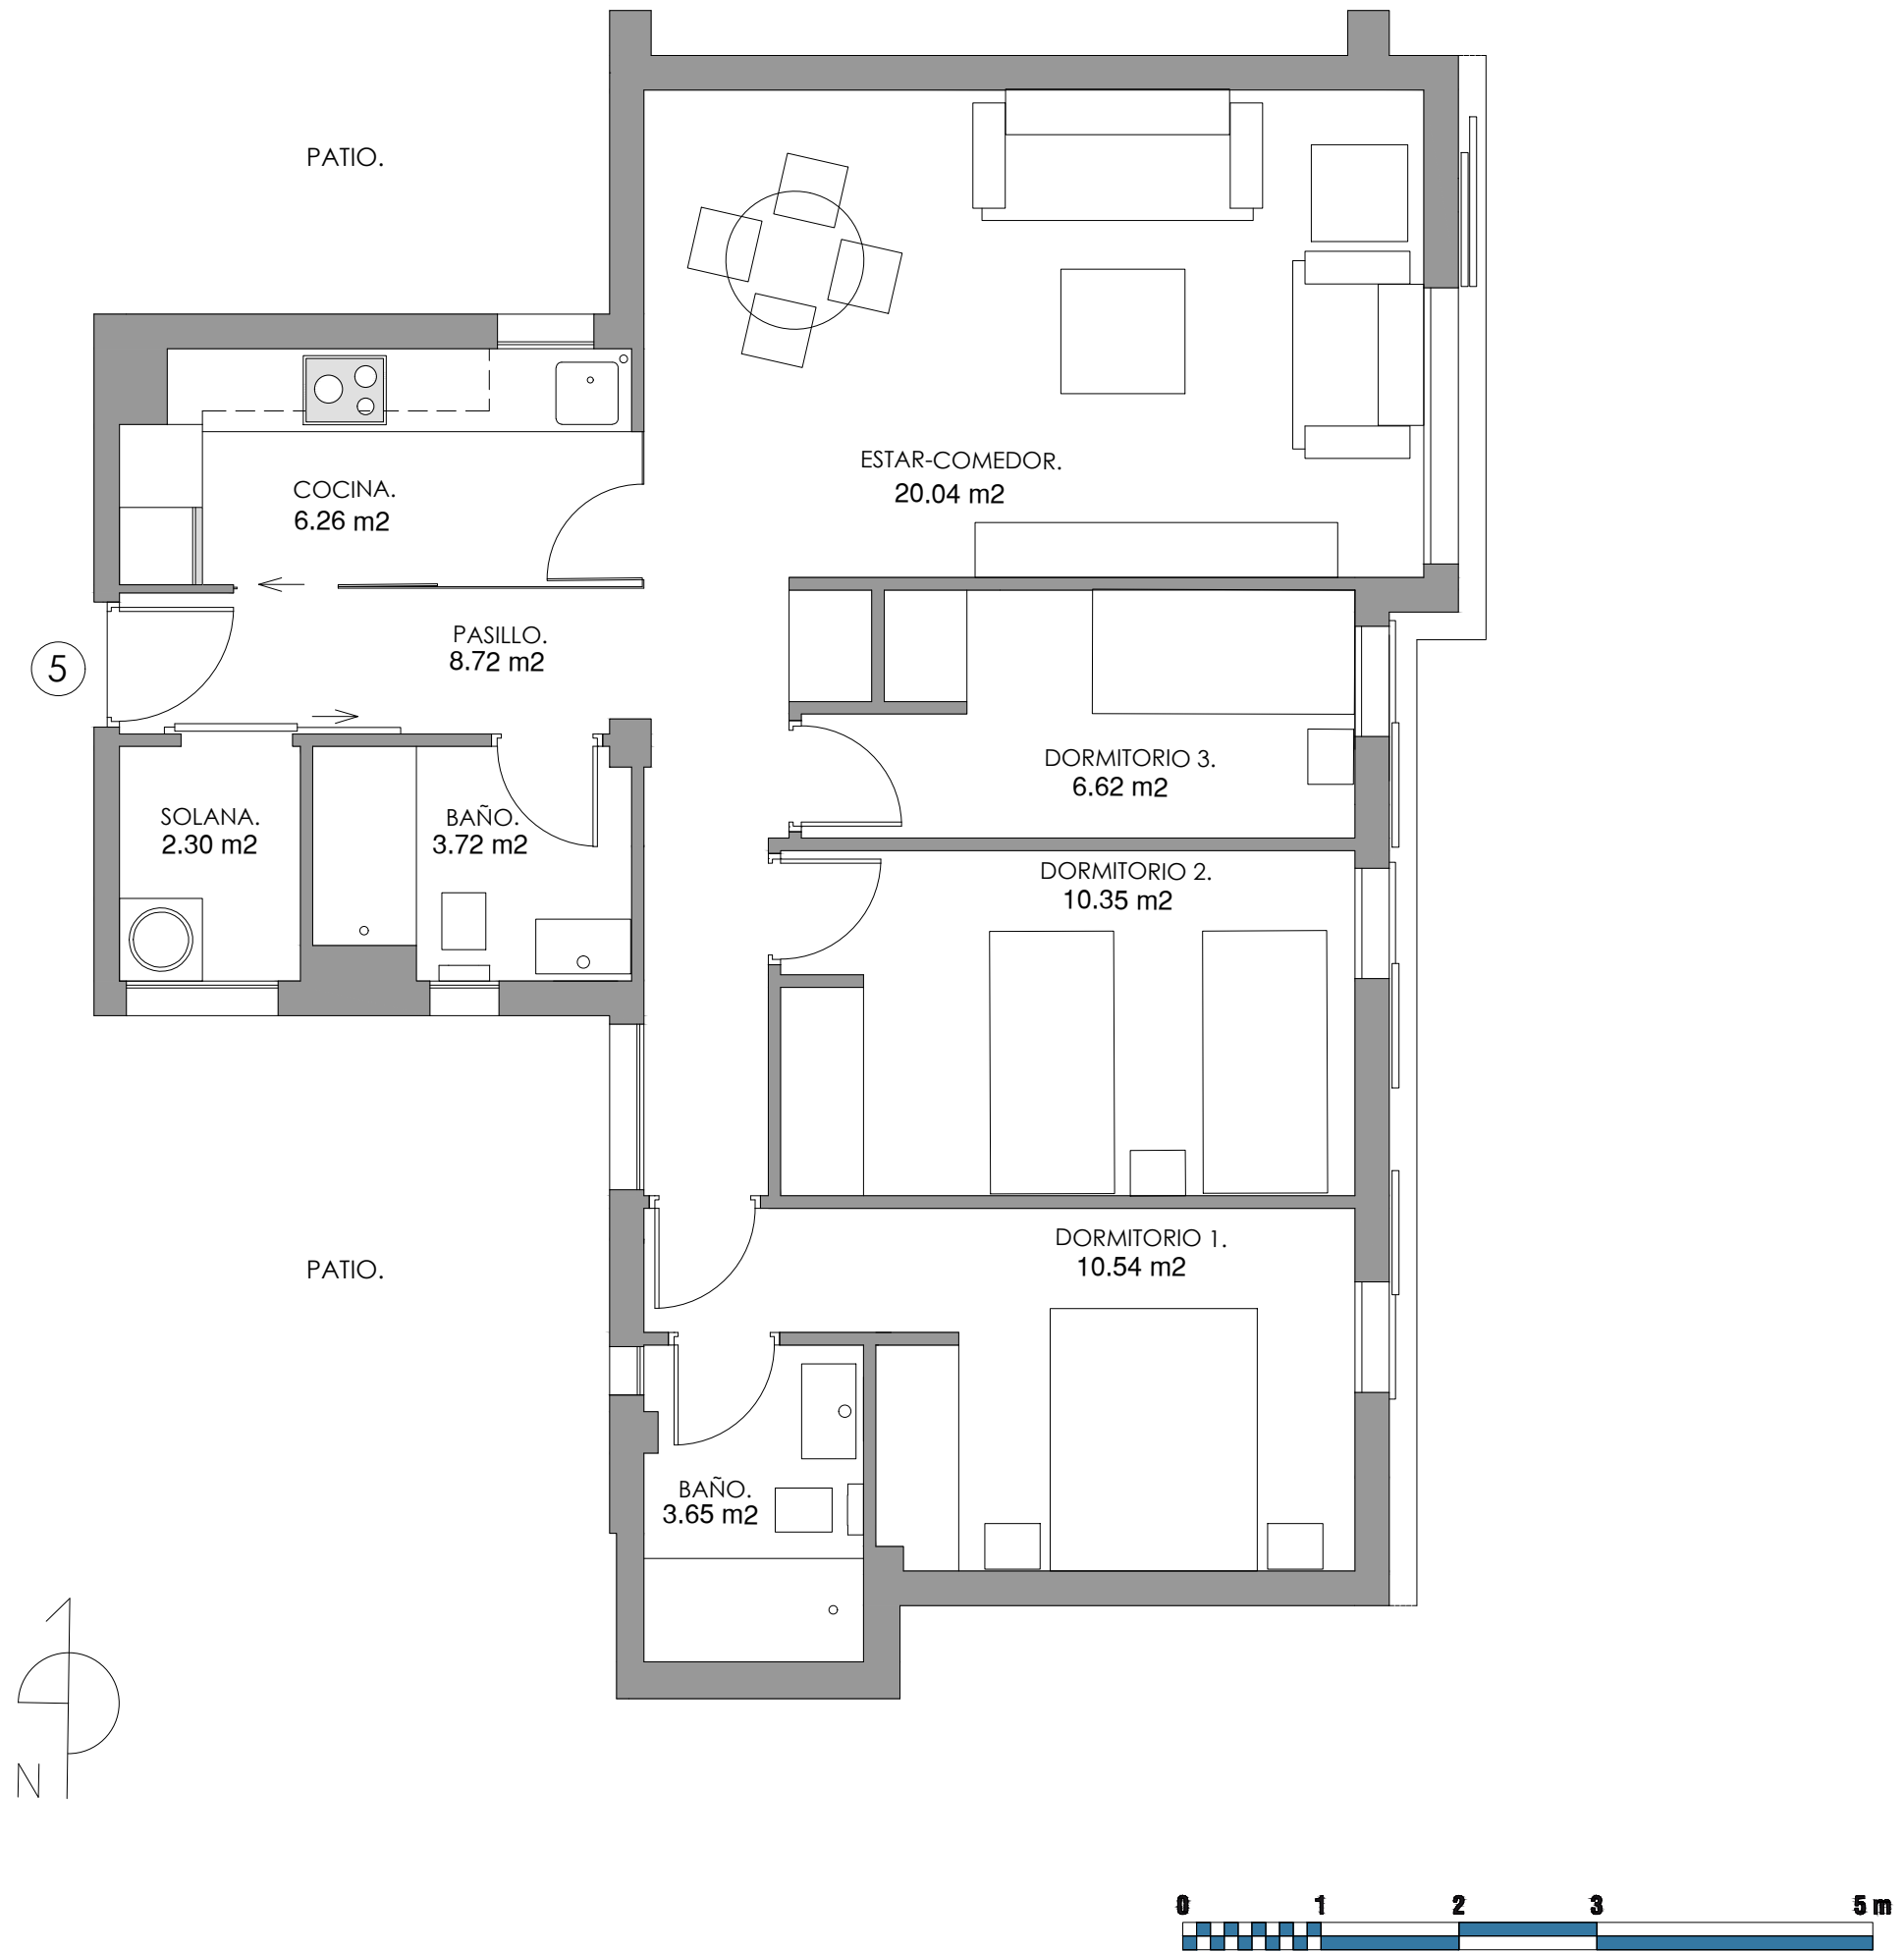 PATIO.
ESTAR-COMEDOR.
20.04 m2
COCINA.
6.26 m2
PASILLO.
8.72 m2
5
DORMITORIO 3.
6.62 m2
SOLANA.
2.30 m2
BAÑO.
3.72 m2
DORMITORIO 2.
10.35 m2
PATIO.
DORMITORIO 1.
10.54 m2
BAÑO.
3.65 m2
N
0 1 2 3 5 m